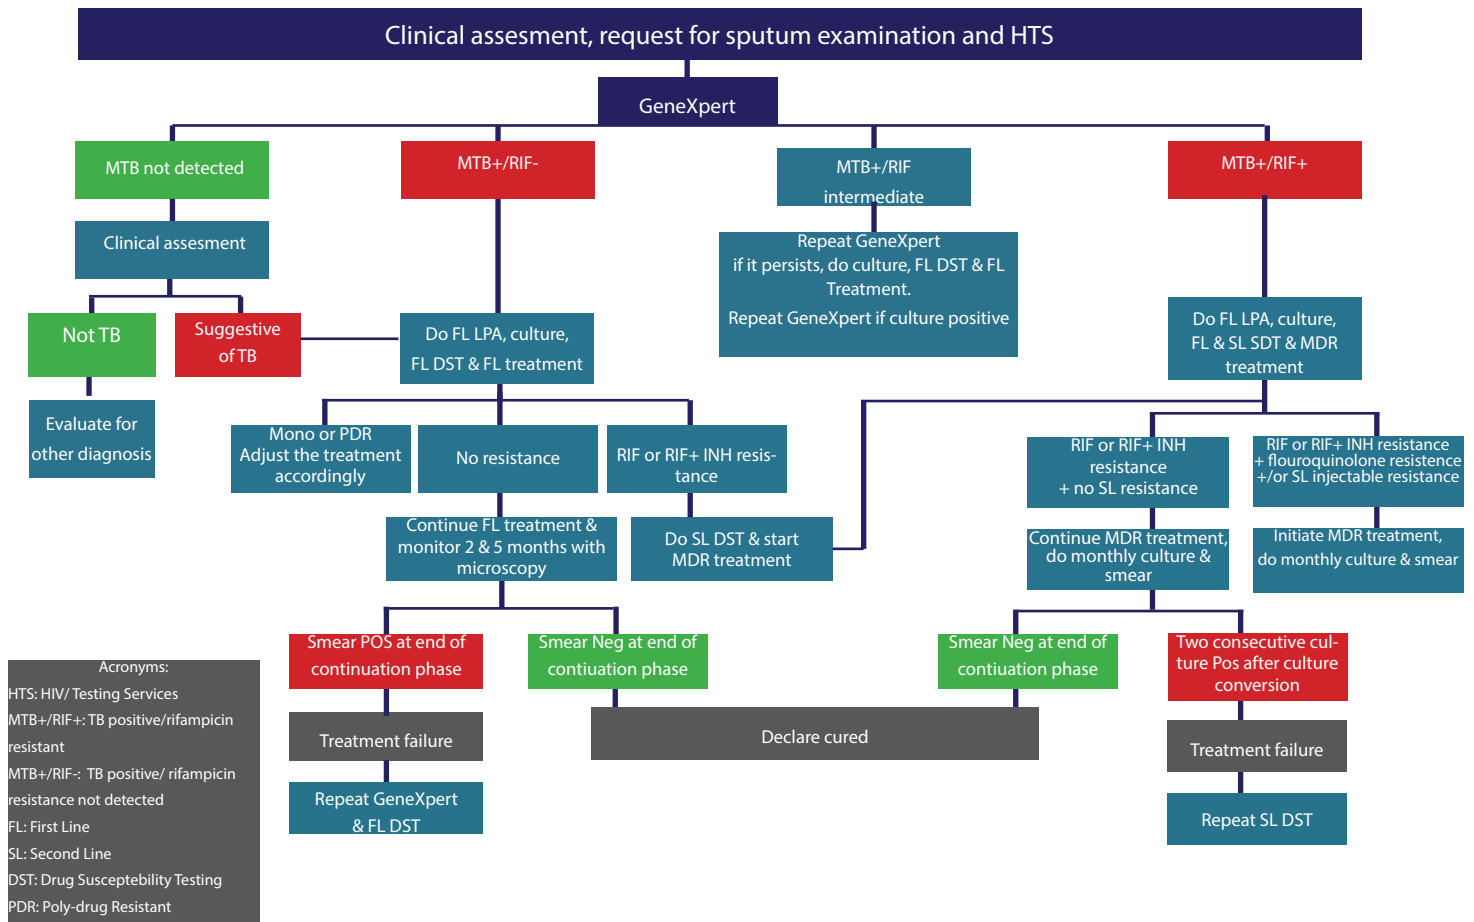 Clinical assesment, request for sputum examination and HTS
GeneXpert
MTB not detected
MTB+/RIF-
MTB+/RIF
intermediate
MTB+/RIF+
Clinical assesment
Repeat GeneXpert
if it persists, do culture, FL DST & FL
Treatment.
Repeat GeneXpert if culture positive
Not TB
Suggestive
of TB
Do FL LPA, culture,
FL DST & FL treatment
Do FL LPA, culture,
FL & SL SDT & MDR
treatment
Evaluate for
other diagnosis
Mono or PDR
Adjust the treatment
accordingly
No resistance
RIF or RIF+ INH resis-
tance
RIF or RIF+ INH
resistance
+ no SL resistance
RIF or RIF+ INH resistance
+ flouroquinolone resistence
+/or SL injectable resistance
Continue FL treatment &
monitor 2 & 5 months with
microscopy
Do SL DST & start
MDR treatment
Continue MDR treatment,
do monthly culture &
smear
Initiate MDR treatment,
do monthly culture & smear
Smear POS at end of
continuation phase
Smear Neg at end of
contiuation phase
Smear Neg at end of
contiuation phase
Two consecutive cul-
ture Pos after culture
conversion
Treatment failure
Declare cured
Treatment failure
Repeat GeneXpert
& FL DST
Repeat SL DST
Acronyms:
HTS: HIV/ Testing Services
MTB+/RIF+: TB positive/rifampicin
resistant
MTB+/RIF-: TB positive/ rifampicin
resistance not detected
FL: First Line
SL: Second Line
DST: Drug Susceptebility Testing
PDR: Poly-drug Resistant